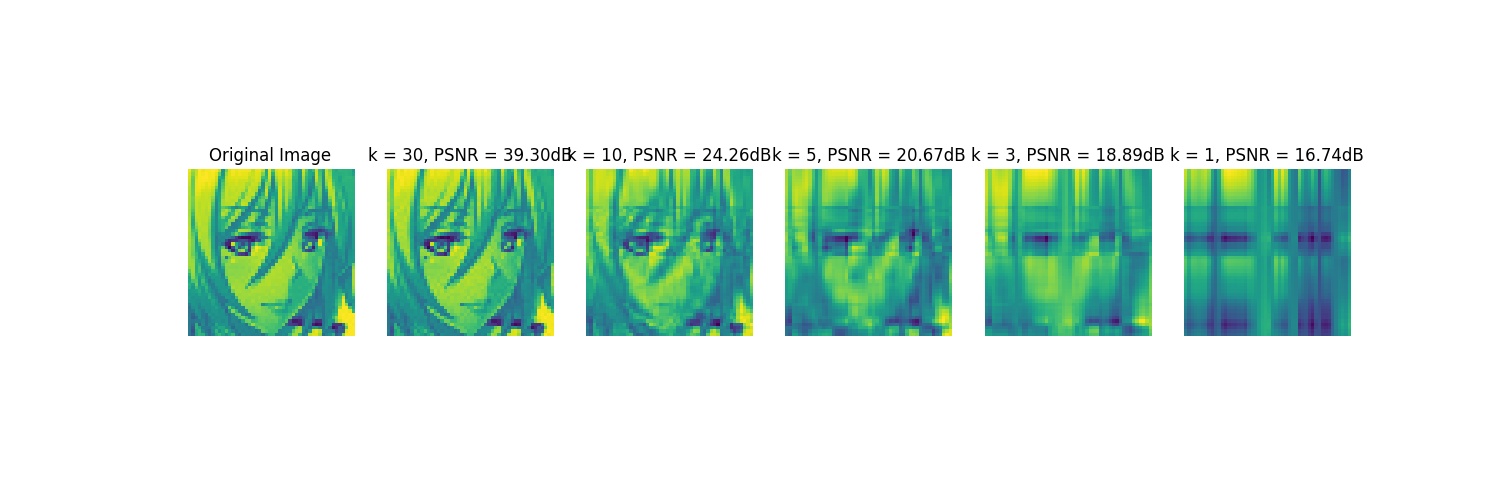 Original Image
k = 30, PSNR = 39.30dB
k = 10, PSNR = 24.26dB
k = 5, PSNR = 20.67dB
k = 3, PSNR = 18.89dB
k = 1, PSNR = 16.74dB